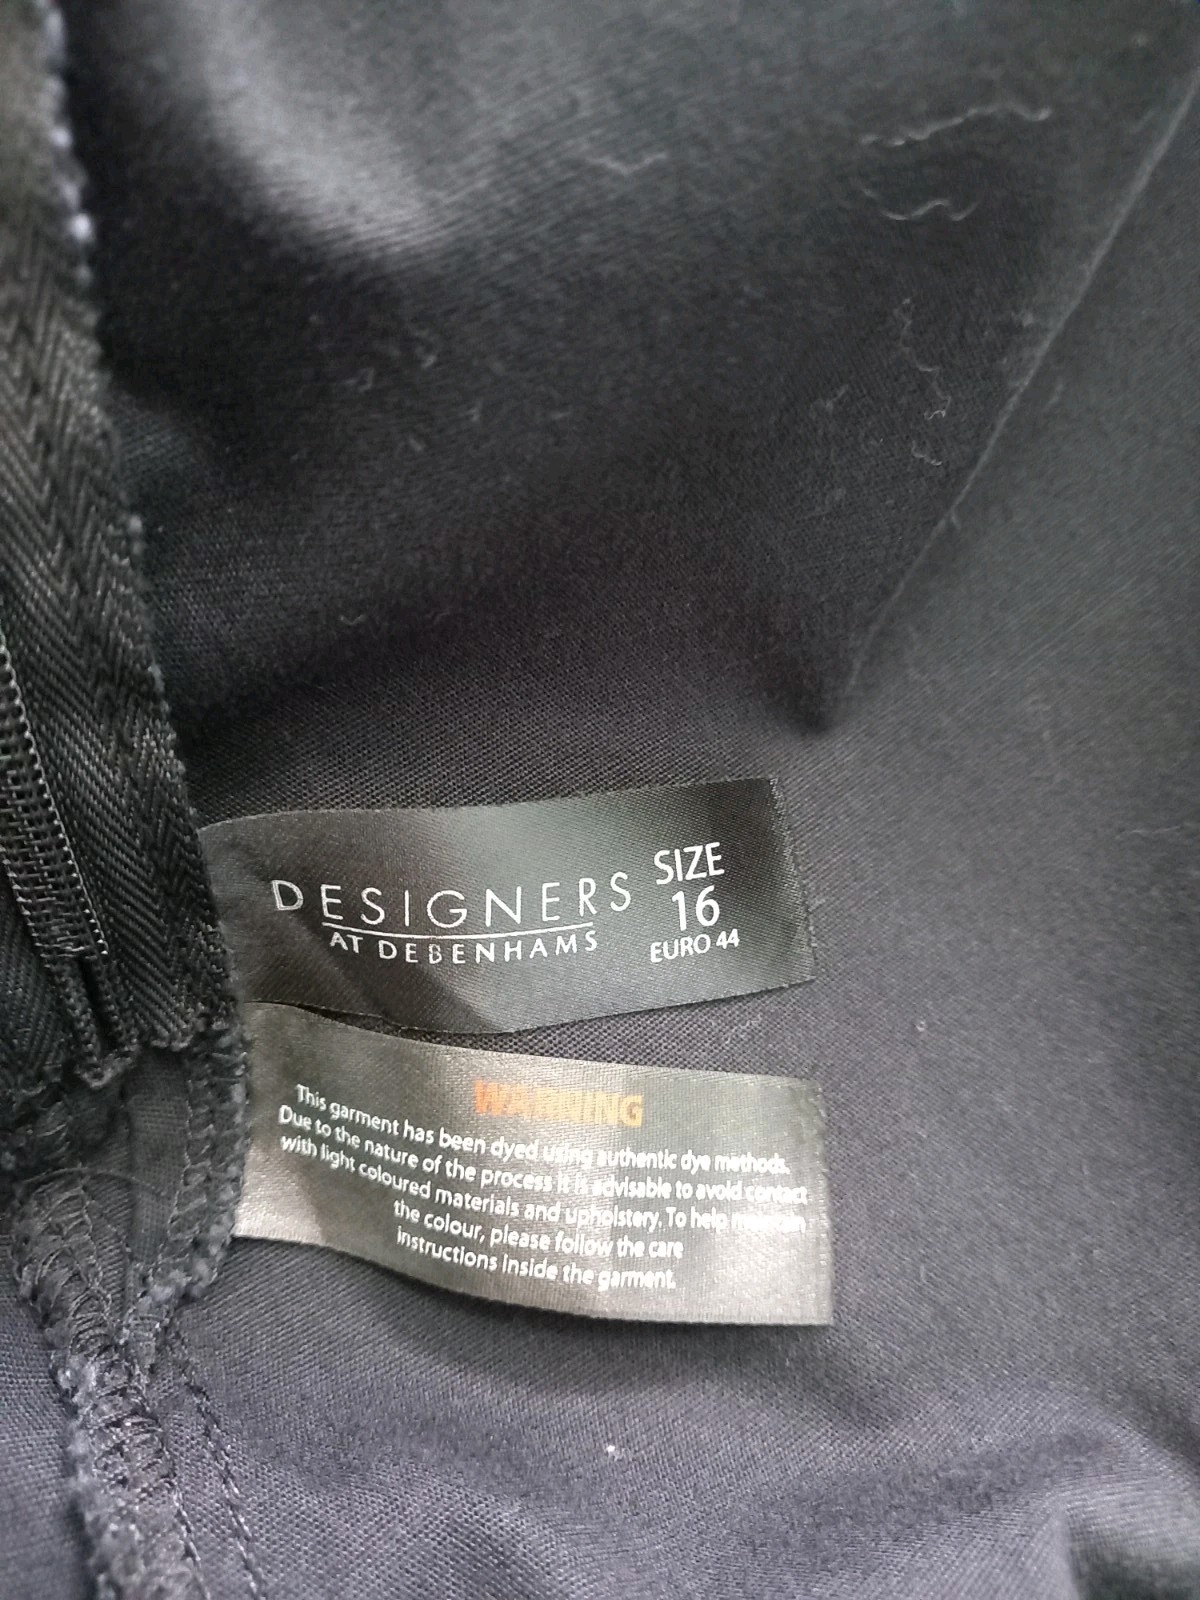 DESIGNERS
AT DEBENHAMS
SIZE
16
EURO 44
WARNING
This garment has been dyed using authentic dye methods.
Due to the nature of the process it is advisable to avoid contact
with light coloured materials and upholstery. To help maintain
the colour, please follow the care
instructions inside the garment.